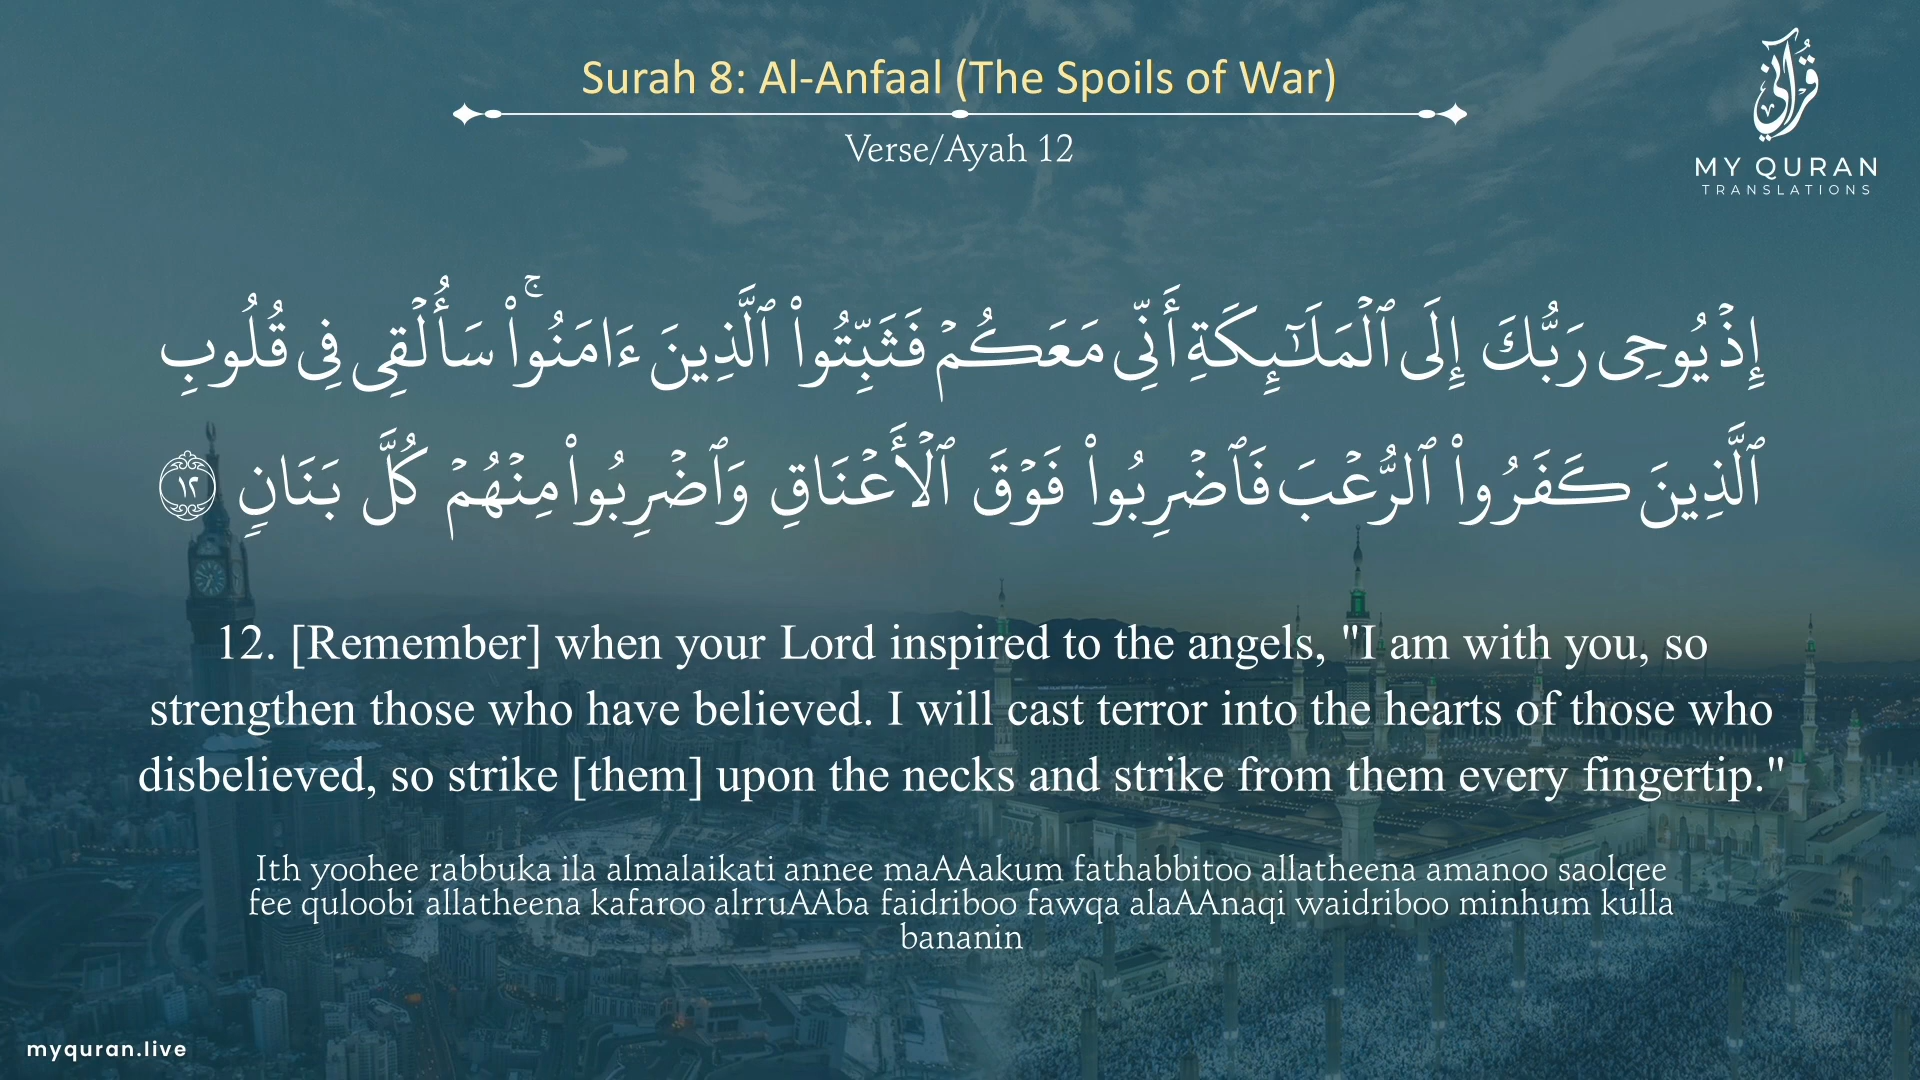 Surah 8: Al-Anfaal (The Spoils of War)
Verse/Ayah 12
قرآني
MY QURAN
TRANSLATIONS
إِذْ يُوحِى رَبُّكَ إِلَى ٱلْمَلَـٰٓئِكَةِ أَنِّى مَعَكُمْ فَثَبِّتُوا۟ ٱلَّذِينَ ءَامَنُوا۟ ۚ سَأُلْقِى فِى قُلُوبِ
ٱلَّذِينَ كَفَرُوا۟ ٱلرُّعْبَ فَٱضْرِبُوا۟ فَوْقَ ٱلْأَعْنَاقِ وَٱضْرِبُوا۟ مِنْهُمْ كُلَّ بَنَانٍ ١٢
12. [Remember] when your Lord inspired to the angels, "I am with you, so
strengthen those who have believed. I will cast terror into the hearts of those who
disbelieved, so strike [them] upon the necks and strike from them every fingertip."
Ith yoohee rabbuka ila almalaikati annee maAAakum fathabbitoo allatheena amanoo saolqee
fee quloobi allatheena kafaroo alrruAAba faidriboo fawqa alaAAnaqi waidriboo minhum kulla
bananin
myquran.live